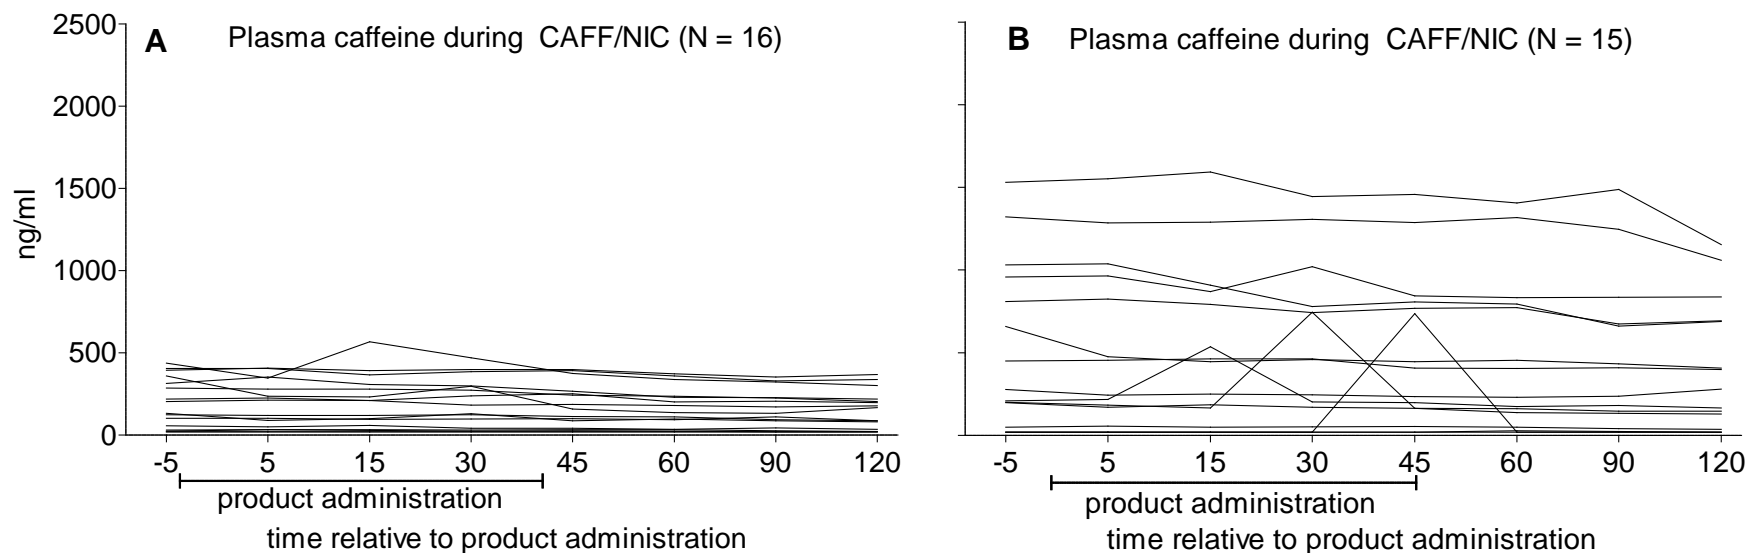 A Plasma caffeine during CAFF/NIC (N = 16)
2500
2000
1500
1000
500
0
ng/ml
-5 5 15 30 45 60 90 120
product administration
time relative to product administration
B Plasma caffeine during CAFF/NIC (N = 15)
-5 5 15 30 45 60 90 120
product administration
time relative to product administration